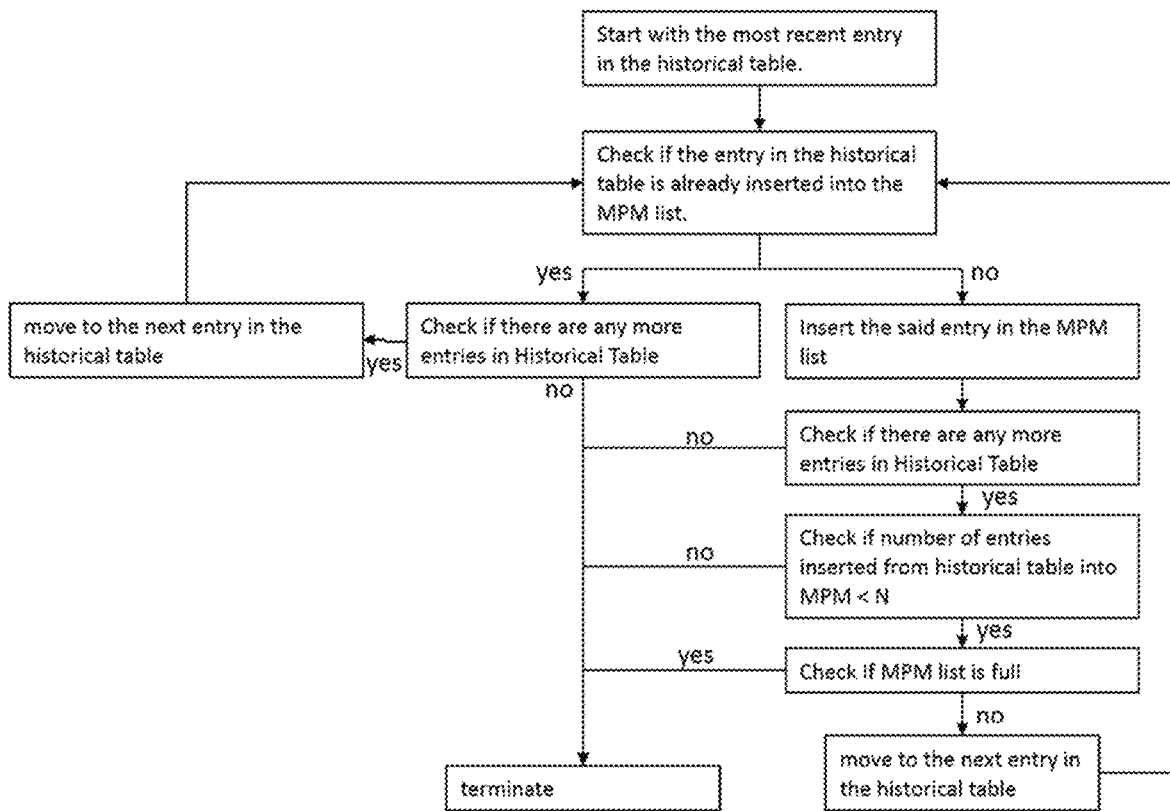 Start with the most recent entry
in the historical table.
Check if the entry in the historical
table is already inserted into the
MPM list.
yes
no
move to the next entry in the
historical table
yes
Check if there are any more
entries in Historical Table
no
Insert the said entry in the MPM
list
no
Check if there are any more
entries in Historical Table
yes
no
Check if number of entries
inserted from historical table into
MPM < N
yes
yes
Check if MPM list is full
no
terminate
move to the next entry in
the historical table